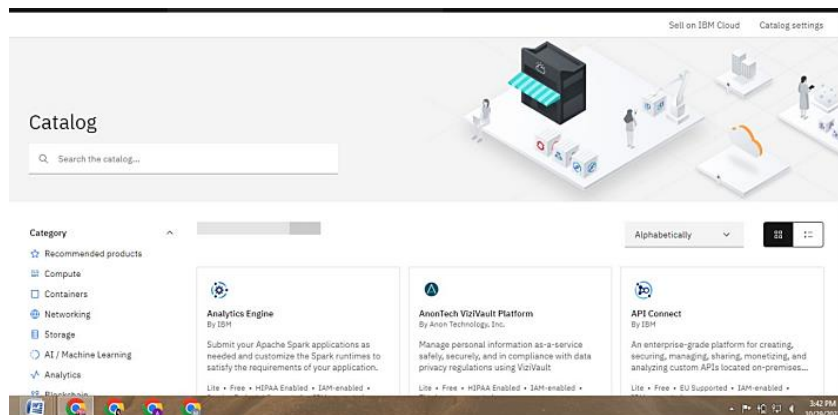 Sell on IBM Cloud Catalog settings
Catalog
Search the catalog...
Category
Alphabetically
Recommended products
Compute
Containers
Networking
Storage
AI / Machine Learning
Analytics
Blockchain
Analytics Engine
By IBM
Submit your Apache Spark applications as
needed and customize the Spark runtimes to
satisfy the requirements of your application.
Lite • Free • HIPAA Enabled • IAM-enabled •
AnonTech ViziVault Platform
By Anon Technology, Inc.
Manage personal information as-a-service
safely, securely, and in compliance with data
privacy regulations using ViziVault
Lite • Free • HIPAA Enabled • IAM-enabled •
API Connect
By IBM
An enterprise-grade platform for creating,
securing, managing, sharing, monetizing, and
analyzing custom APIs located on-premises...
Lite • Free • EU Supported • IAM-enabled •
3:42 PM